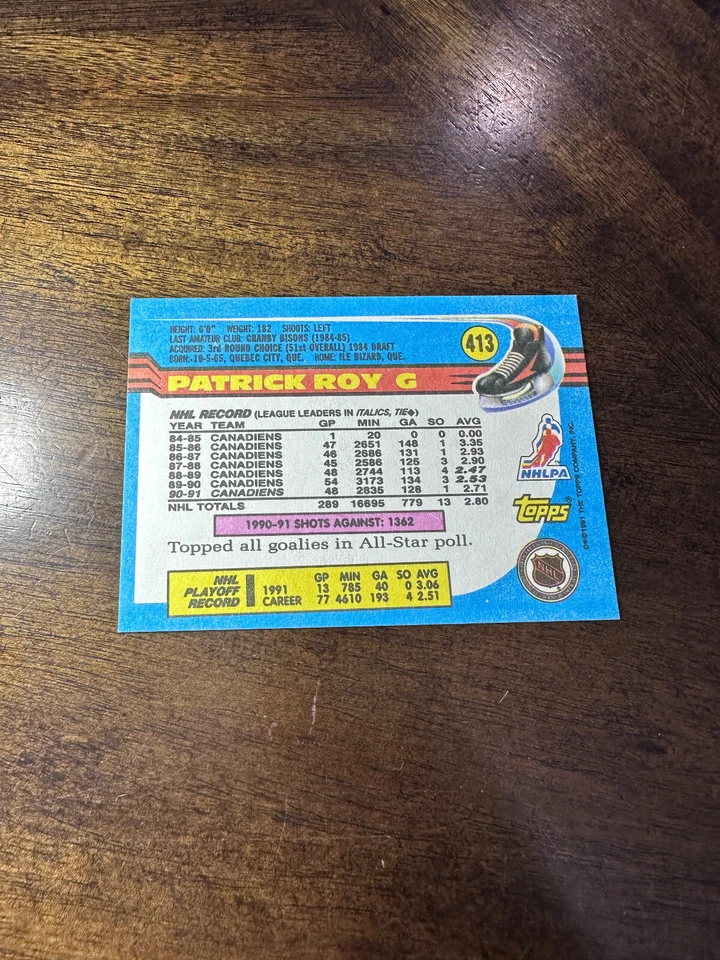 HEIGHT: 6'0" WEIGHT: 182 SHOOTS: LEFT
LAST AMATEUR CLUB: GRANBY BISONS (1984-85)
ACQUIRED: 3rd ROUND CHOICE (51st OVERALL) 1984 DRAFT
BORN: 10-5-65, QUEBEC CITY, QUE. HOME: ILE BIZARD, QUE.
413
PATRICK ROY G
NHL RECORD (LEAGUE LEADERS IN ITALICS, TIE◆)
YEAR TEAM GP MIN GA SO AVG
84-85 CANADIENS 1 20 0 0 0.00
85-86 CANADIENS 47 2651 148 1 3.35
86-87 CANADIENS 46 2686 131 1 2.93
87-88 CANADIENS 45 2586 125 3 2.90
88-89 CANADIENS 48 2744 113 4 2.47
89-90 CANADIENS 54 3173 134 3 2.53
90-91 CANADIENS 48 2835 128 1 2.71
NHL TOTALS 289 16695 779 13 2.80
1990-91 SHOTS AGAINST: 1362
Topped all goalies in All-Star poll.
NHL PLAYOFF RECORD
GP MIN GA SO AVG
1991 13 785 40 0 3.06
CAREER 77 4610 193 4 2.51
NHLPA
topps®
NHL
©1991 THE TOPPS COMPANY, INC.